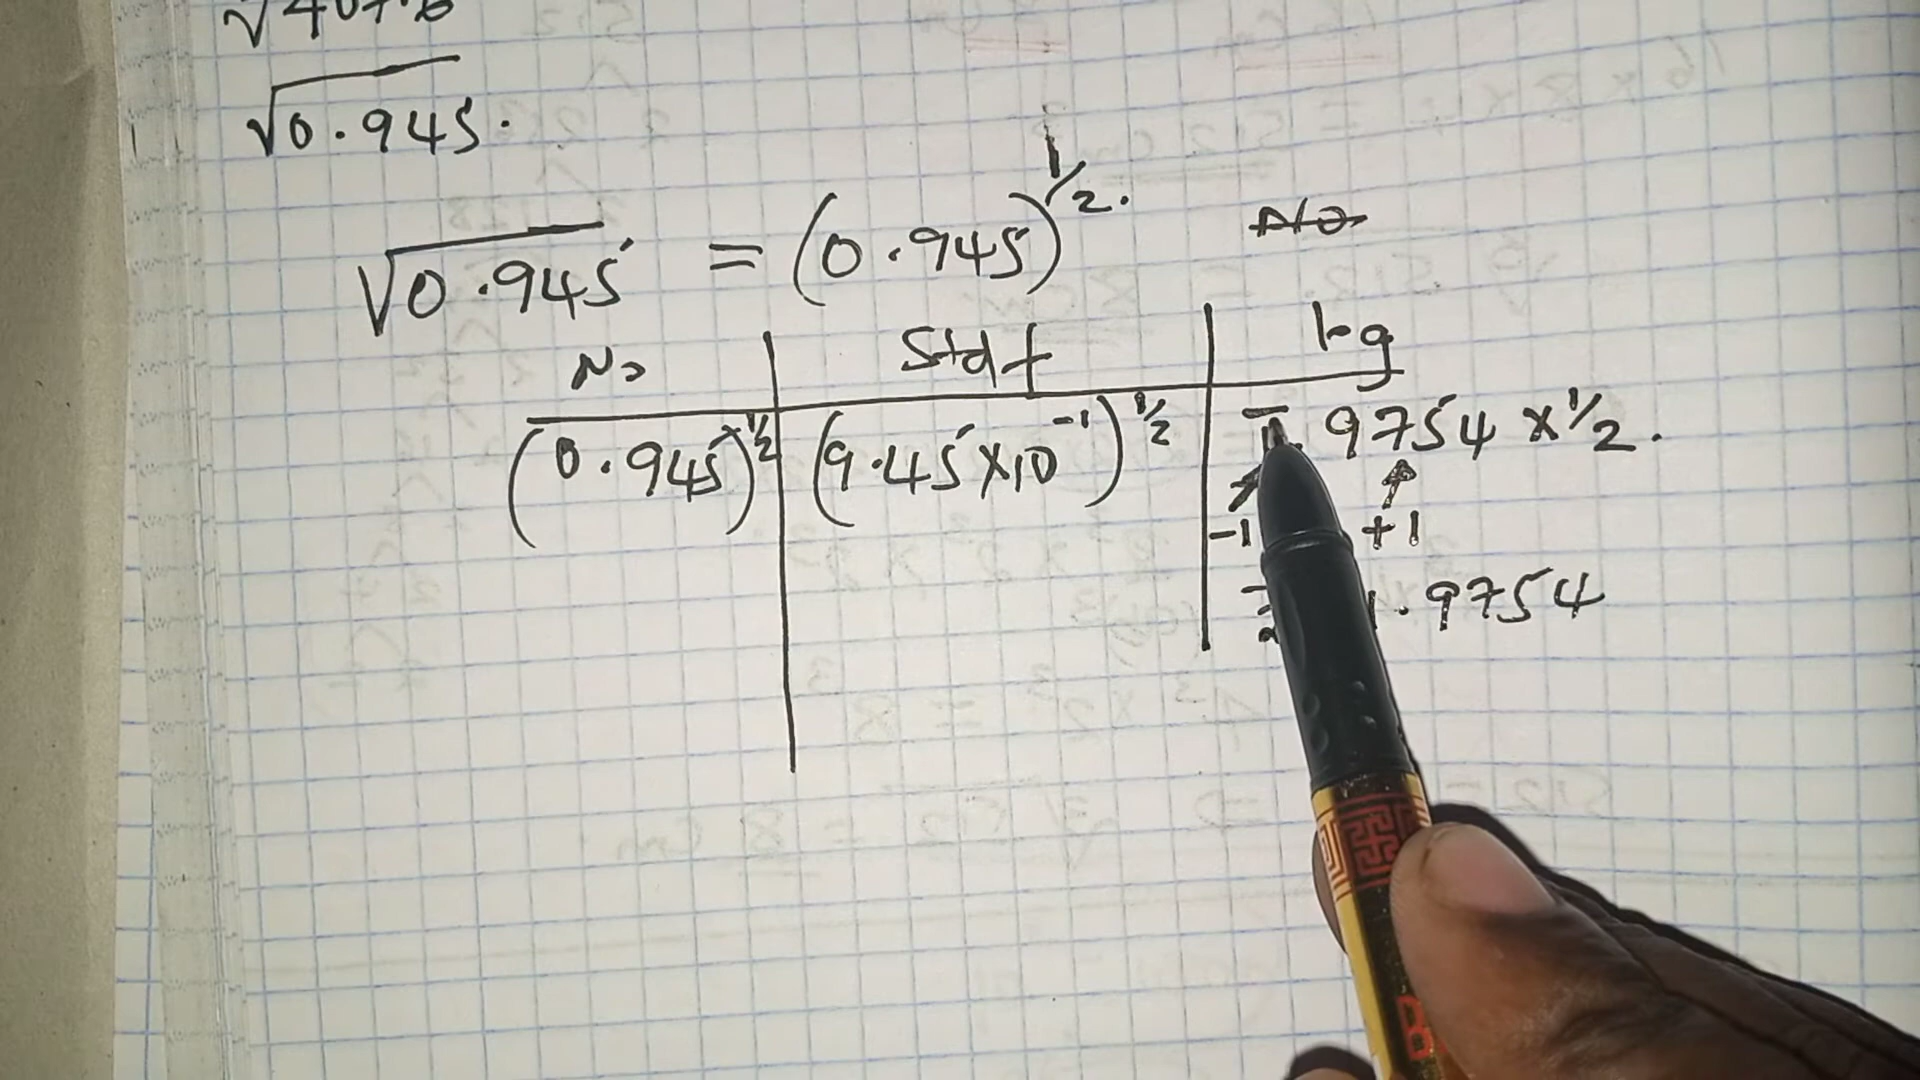 √0.945.
√0.945 = (0.945)^1/2.
No | Stdf | log
(0.945)^1/2 | (9.45×10^-1)^1/2 | 1̄.9754 × 1/2.
-1 +1
1.9754